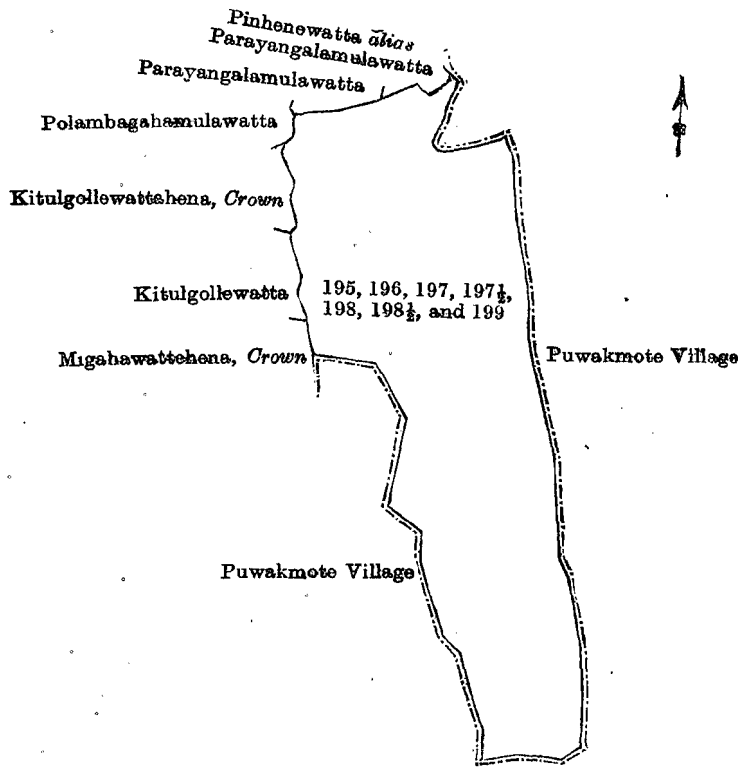 Pinhenewatta alias
Parayangalamulawatta
Parayangalamulawatta
Polambagahamulawatta
Kitulgollewattehena, Crown
Kitulgollewatta
195, 196, 197, 197½,
198, 198½, and 199
Migahawattehena, Crown
Puwakmote Village
Puwakmote Village